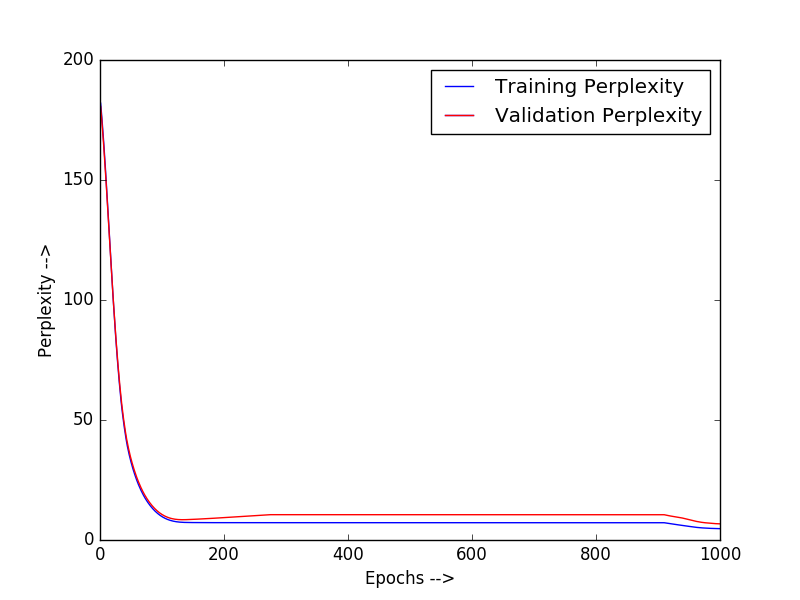 200
150
100
50
0
Perplexity -->
Training Perplexity
Validation Perplexity
0 200 400 600 800 1000
Epochs -->